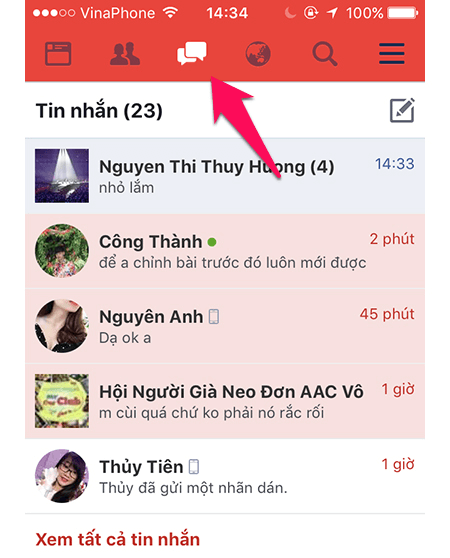 VinaPhone 14:34 100%
Tin nhắn (23)
Nguyen Thi Thuy Huong (4) 14:33
nhỏ lắm
Công Thành 2 phút
để a chỉnh bài trước đó luôn mới được
Nguyên Anh 45 phút
Dạ ok a
Hội Người Già Neo Đơn AAC Vô 1 giờ
m cùi quá chứ ko phải nó rắc rối
Thủy Tiên 1 giờ
Thủy đã gửi một nhãn dán.
Xem tất cả tin nhắn